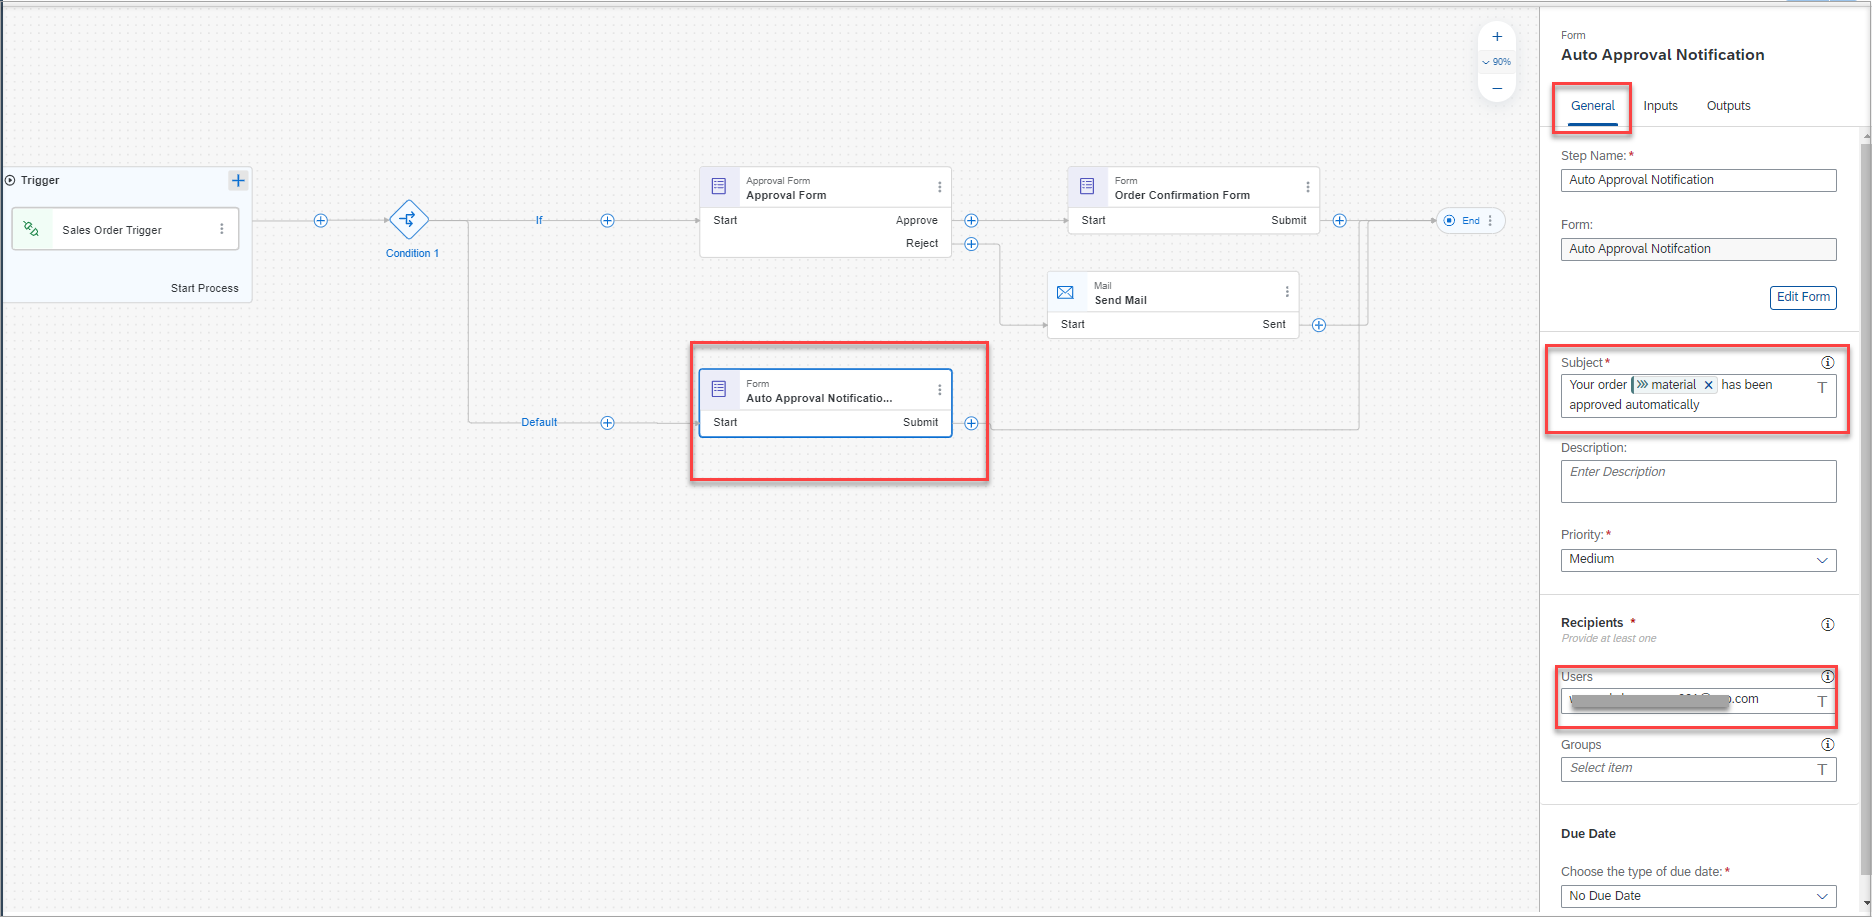 Trigger
Sales Order Trigger
Start Process
Condition 1
If
Default
Approval Form
Approval Form
Start
Approve
Reject
Form
Order Confirmation Form
Start
Submit
End
Mail
Send Mail
Start
Sent
Form
Auto Approval Notificatio...
Start
Submit
90%
Form
Auto Approval Notification
General Inputs Outputs
Step Name: *
Auto Approval Notification
Form:
Auto Approval Notifcation
Edit Form
Subject *
Your order material has been
approved automatically
Description:
Enter Description
Priority: *
Medium
Recipients *
Provide at least one
Users
.com
Groups
Select item
Due Date
Choose the type of due date: *
No Due Date